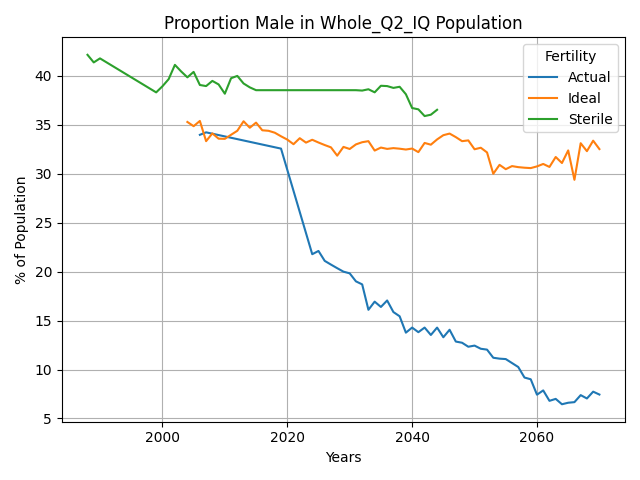 Proportion Male in Whole_Q2_IQ Population
Fertility
Actual
Ideal
Sterile
% of Population
40
35
30
25
20
15
10
5
2000
2020
2040
2060
Years